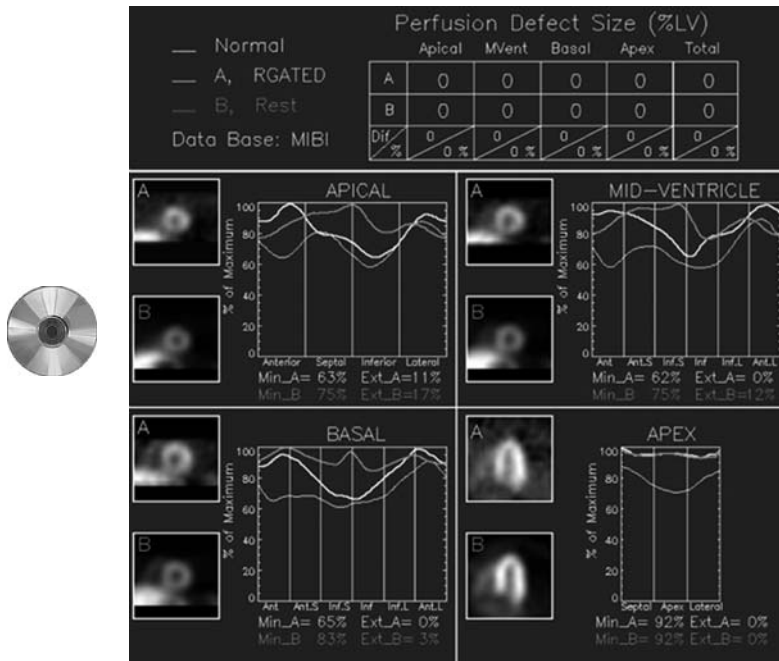 Perfusion Defect Size (%LV)
Normal
A, RGATED
B, Rest
Data Base: MIBI
Apical MVent Basal Apex Total
A 0 0 0 0 0
B 0 0 0 0 0
Dif. % 0 0 % 0 0 % 0 0 % 0 0 % 0 0 %
A
B
APICAL
% of Maximum
100
80
60
40
20
0
Anterior Septal Inferior Lateral
Min_A= 63% Ext_A=11%
Min_B 75% Ext_B=17%
A
B
MID-VENTRICLE
% of Maximum
100
80
60
40
20
0
Ant Ant.S Inf.S Inf Inf.L Ant.L
Min_A= 62% Ext_A= 0%
Min_B 75% Ext_B=12%
A
B
BASAL
% of Maximum
100
80
60
40
20
0
Ant Ant.S Inf.S Inf Inf.L Ant.L
Min_A= 65% Ext_A= 0%
Min_B 83% Ext_B= 3%
A
B
APEX
% of Maximum
100
80
60
40
20
0
Septal Apex Lateral
Min_A= 92% Ext_A= 0%
Min_B= 92% Ext_B= 0%